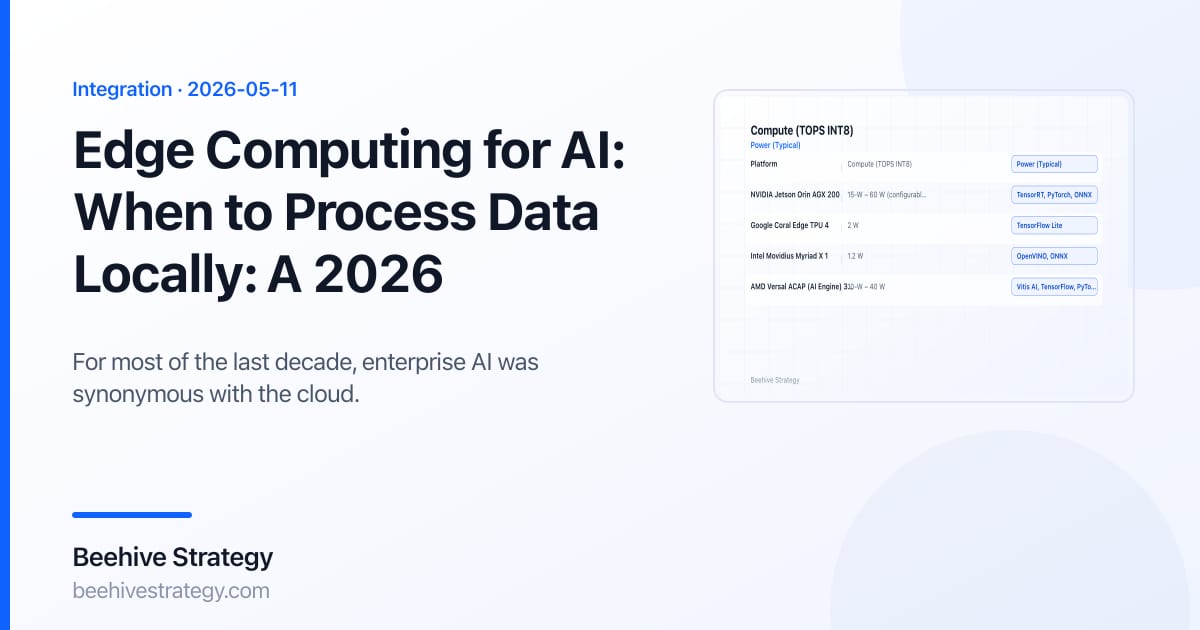 Integration · 2026-05-11
Edge Computing for AI:
When to Process Data
Locally: A 2026
For most of the last decade, enterprise AI was
synonymous with the cloud.
Beehive Strategy
beehivestrategy.com
Compute (TOPS INT8)
Power (Typical)
Platform Compute (TOPS INT8) Power (Typical)
NVIDIA Jetson Orin AGX 200 15-W – 60 W (configurabl... TensorRT, PyTorch, ONNX
Google Coral Edge TPU 4 2 W TensorFlow Lite
Intel Movidius Myriad X 1 1.2 W OpenVINO, ONNX
AMD Versal ACAP (AI Engine) – 40 W Vitis AI, TensorFlow, PyTo...
Beehive Strategy